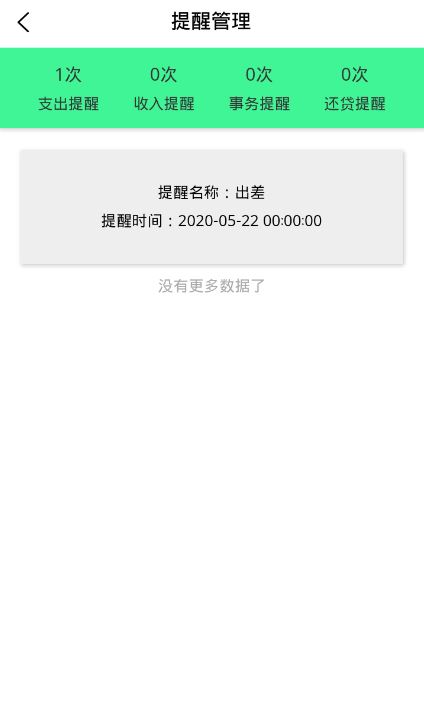 提醒管理
1次 0次 0次 0次
支出提醒 收入提醒 事务提醒 还贷提醒
提醒名称：出差
提醒时间：2020-05-22 00:00:00
没有更多数据了